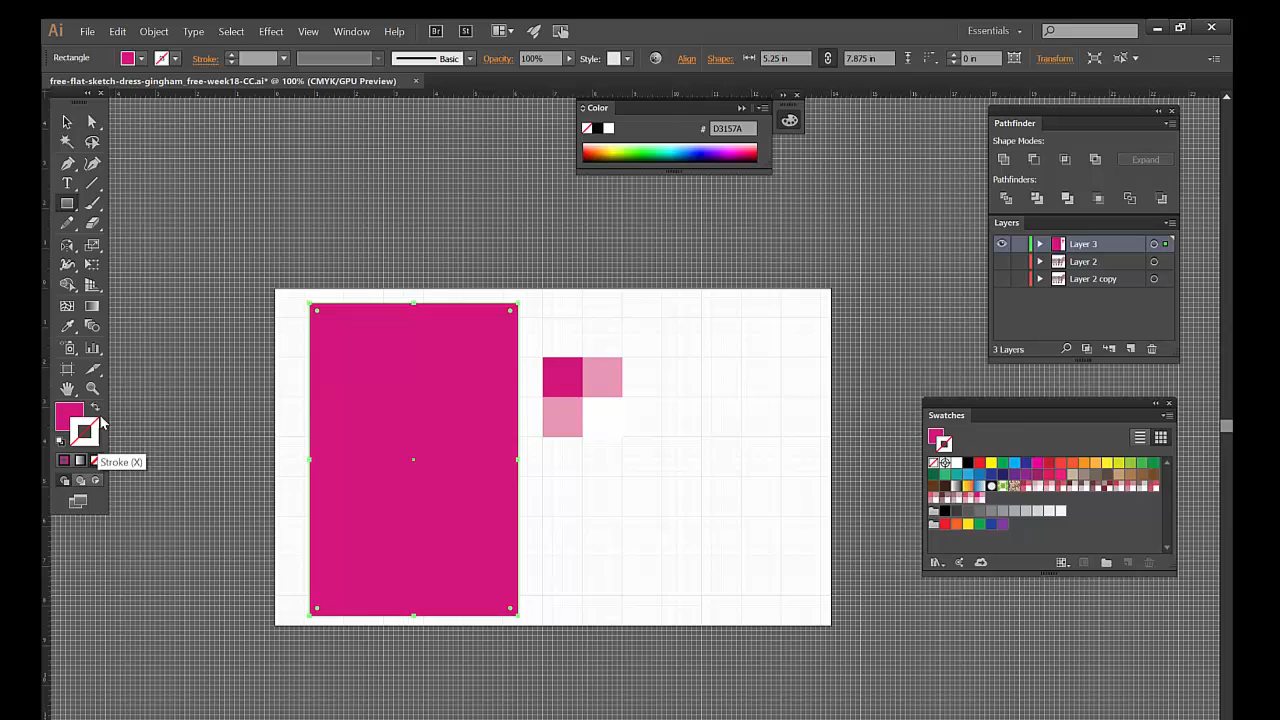 Ai File Edit Object Type Select Effect View Window Help Br St Essentials
Rectangle Stroke: Basic Opacity: 100% Style: Align Shape: 5.25 in 7.875 in 0 in Transform
free-flat-sketch-dress-gingham_free-week18-CC.ai* @ 100% (CMYK/GPU Preview)
Color
# D3157A
Pathfinder
Shape Modes:
Expand
Pathfinders:
Layers
Layer 3
Layer 2
Layer 2 copy
3 Layers
Swatches
T
Stroke (X)